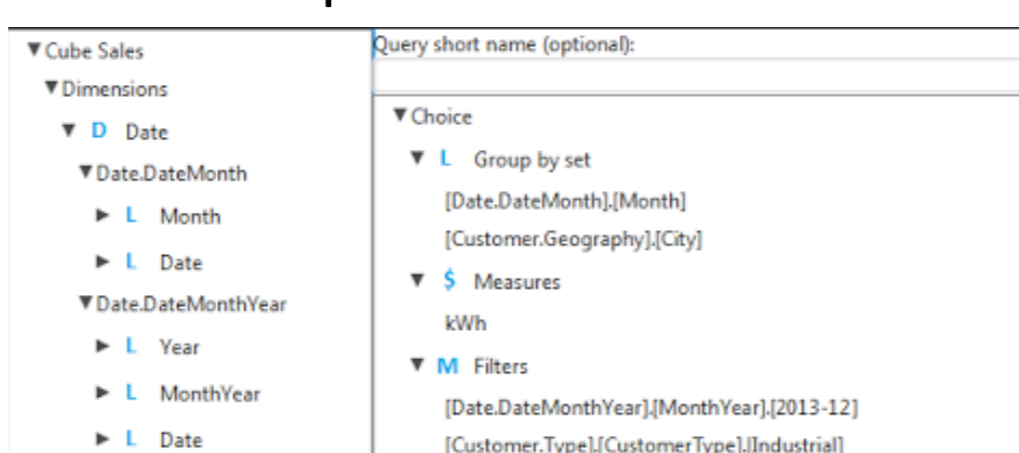 Cube Sales
Dimensions
D Date
Date.DateMonth
L Month
L Date
Date.DateMonthYear
L Year
L MonthYear
L Date
Query short name (optional):
Choice
L Group by set
[Date.DateMonth].[Month]
[Customer.Geography].[City]
$ Measures
kWh
M Filters
[Date.DateMonthYear].[MonthYear].[2013-12]
[Customer.Type].[CustomerType].[Industrial]